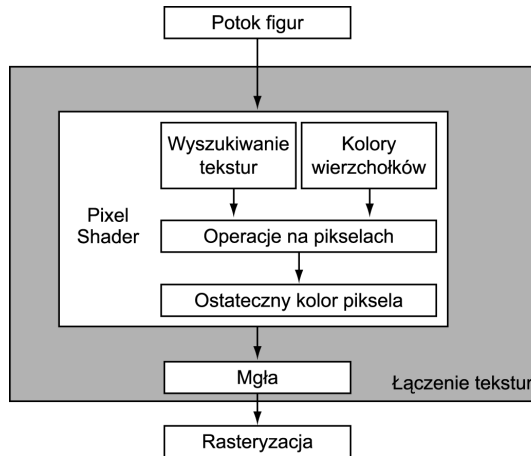 Potok figur
Wyszukiwanie
tekstur
Kolory
wierzchołków
Pixel
Shader
Operacje na pikselach
Ostateczny kolor piksela
Mgła
Łączenie tekstur
Rasteryzacja